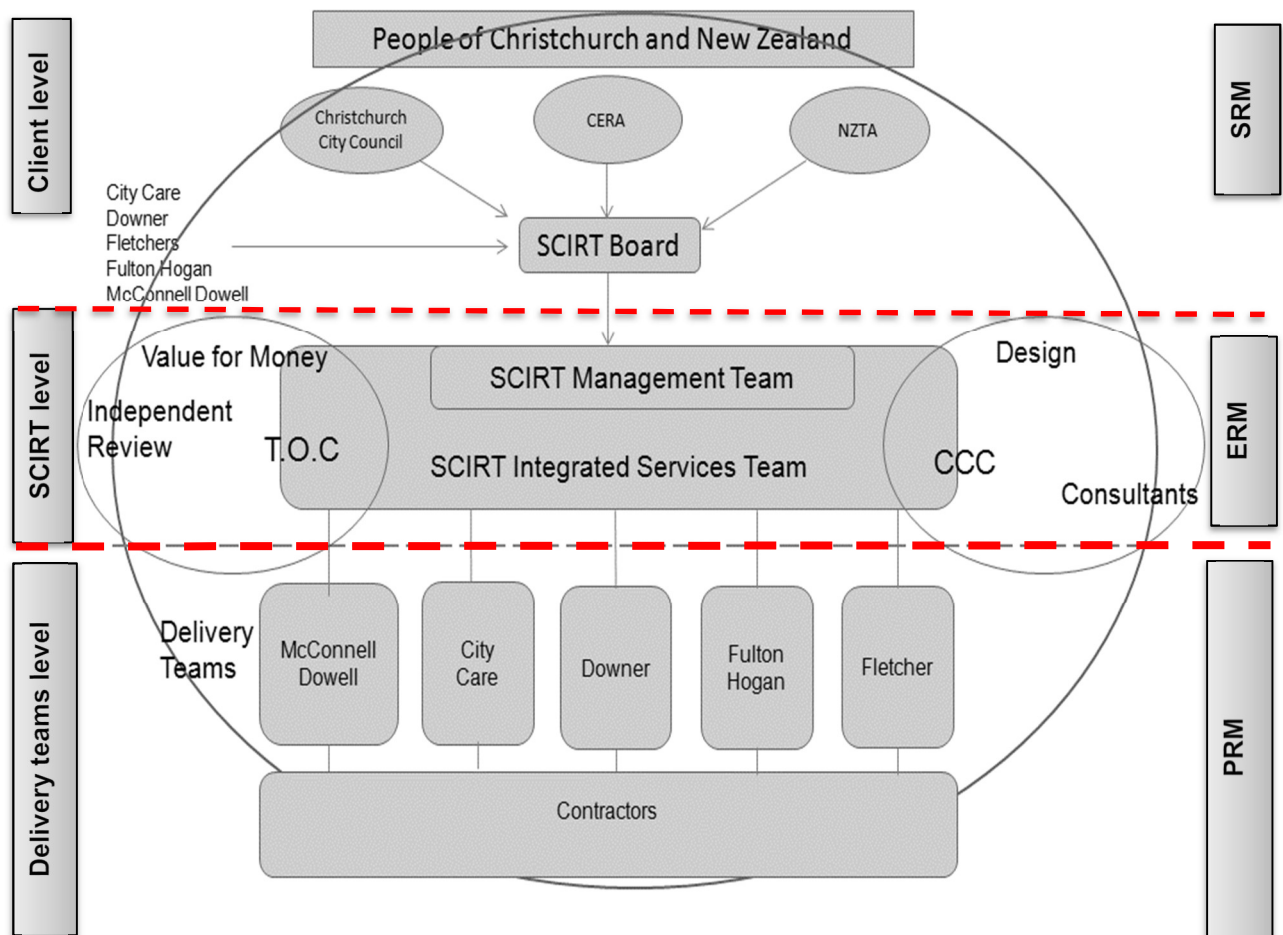 People of Christchurch and New Zealand
Client level
SRM
Christchurch
City Council
CERA
NZTA
City Care
Downer
Fletchers
Fulton Hogan
McConnell Dowell
SCIRT Board
SCIRT level
ERM
Value for Money
Independent
Review
T.O.C
SCIRT Management Team
SCIRT Integrated Services Team
Design
CCC
Consultants
Delivery teams level
PRM
Delivery
Teams
McConnell
Dowell
City
Care
Downer
Fulton
Hogan
Fletcher
Contractors